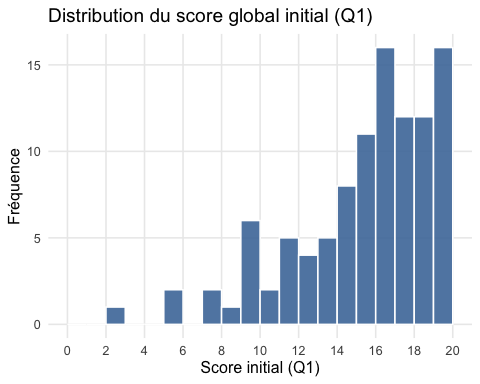 Distribution du score global initial (Q1)
Fréquence
15
10
5
0
0 2 4 6 8 10 12 14 16 18 20
Score initial (Q1)